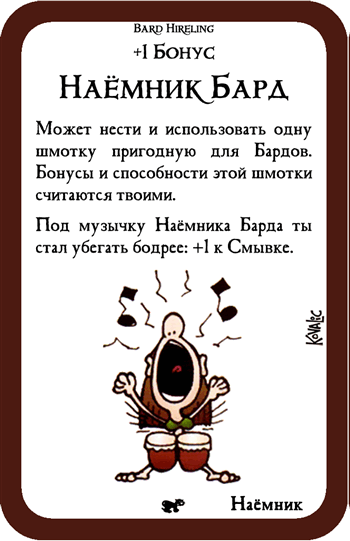 Bard Hireling
+1 Бонус
Наёмник Бард
Может нести и использовать одну
шмотку пригодную для Бардов.
Бонусы и способности этой шмотки
считаются твоими.
Под музычку Наёмника Барда ты
стал убегать бодрее: +1 к Смывке.
Kovalic
Наёмник